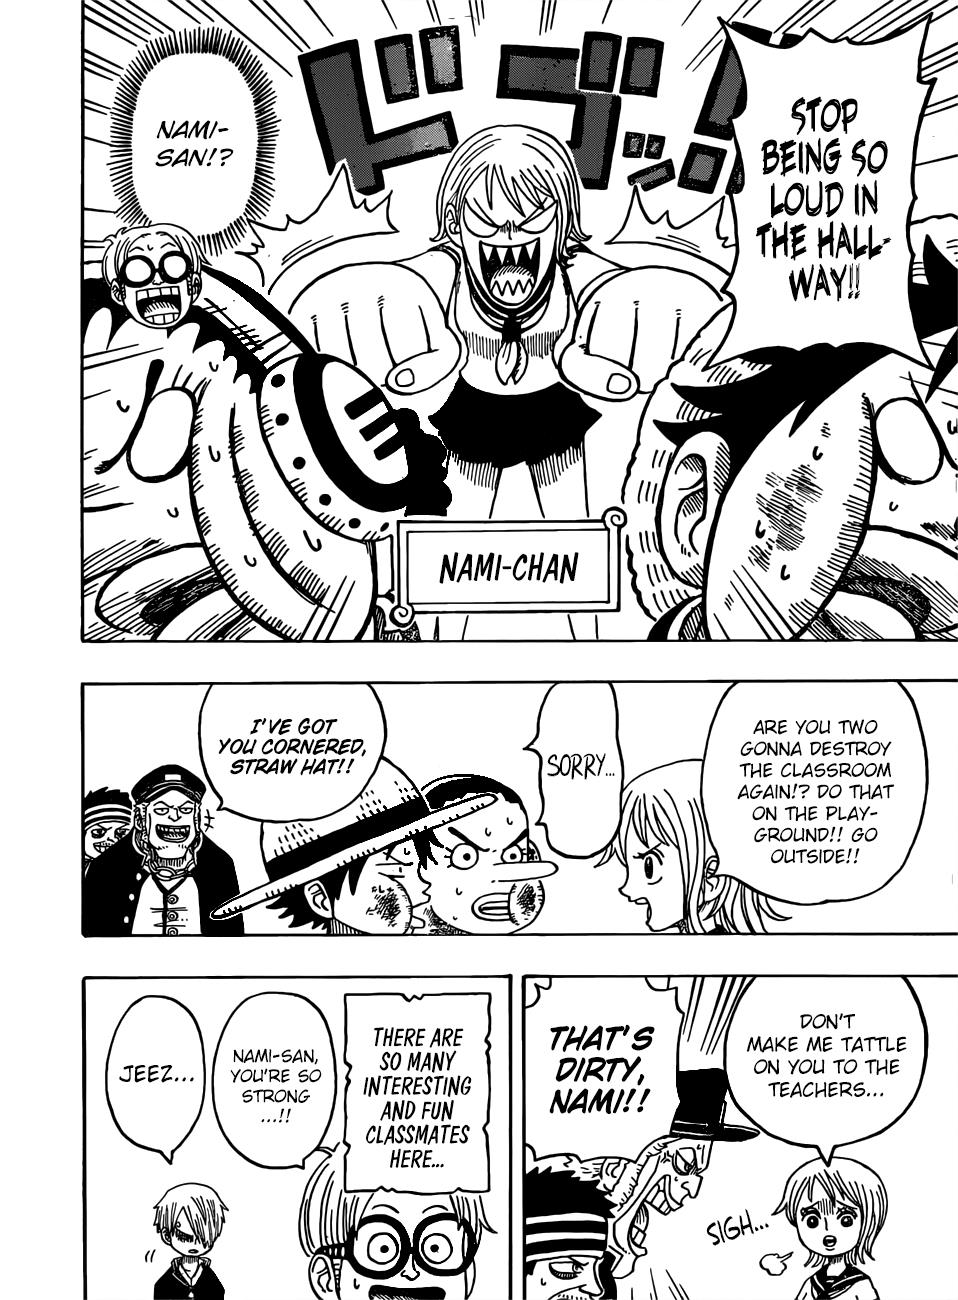 STOP
BEING SO
LOUD IN
THE HALL-
WAY!!
ドゴッ!
NAMI-
SAN!?
NAMI-CHAN
ARE YOU TWO
GONNA DESTROY
THE CLASSROOM
AGAIN!? DO THAT
ON THE PLAY-
GROUND!! GO
OUTSIDE!!
SORRY...
I'VE GOT
YOU CORNERED,
STRAW HAT!!
DON'T
MAKE ME TATTLE
ON YOU TO THE
TEACHERS...
SIGH...
THAT'S
DIRTY,
NAMI!!
THERE ARE
SO MANY
INTERESTING
AND FUN
CLASSMATES
HERE...
NAMI-SAN,
YOU'RE SO
STRONG
...!!
JEEZ...